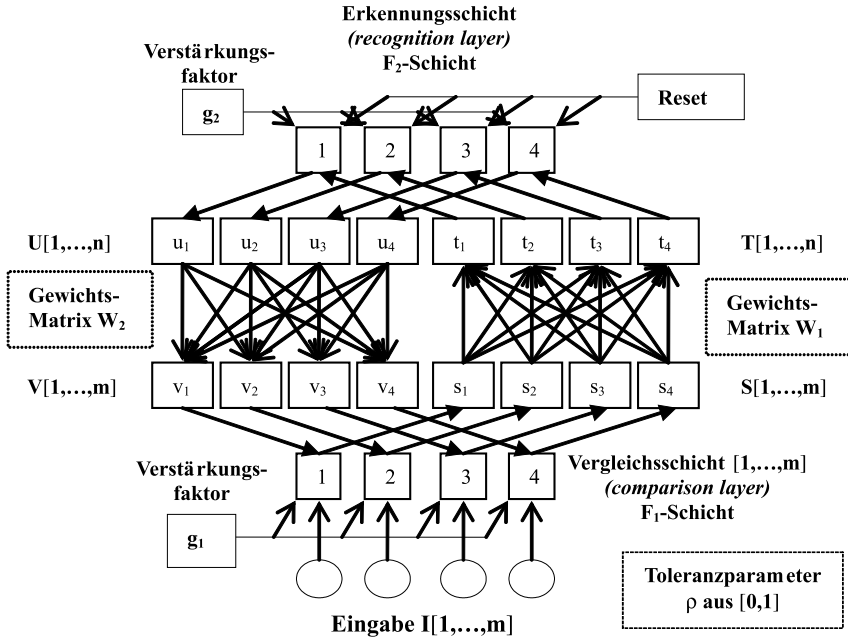 Erkennungsschicht
(recognition layer)
F₂-Schicht
Verstärkungs-
faktor
g₂
Reset
1 2 3 4
U[1,...,n]
u₁ u₂ u₃ u₄ t₁ t₂ t₃ t₄
T[1,...,n]
Gewichts-
Matrix W₂
Gewichts-
Matrix W₁
V[1,...,m]
v₁ v₂ v₃ v₄ s₁ s₂ s₃ s₄
S[1,...,m]
1 2 3 4
Verstärkungs-
faktor
g₁
Vergleichsschicht [1,...,m]
(comparison layer)
F₁-Schicht
Toleranzparameter
ρ aus [0,1]
Eingabe I[1,...,m]